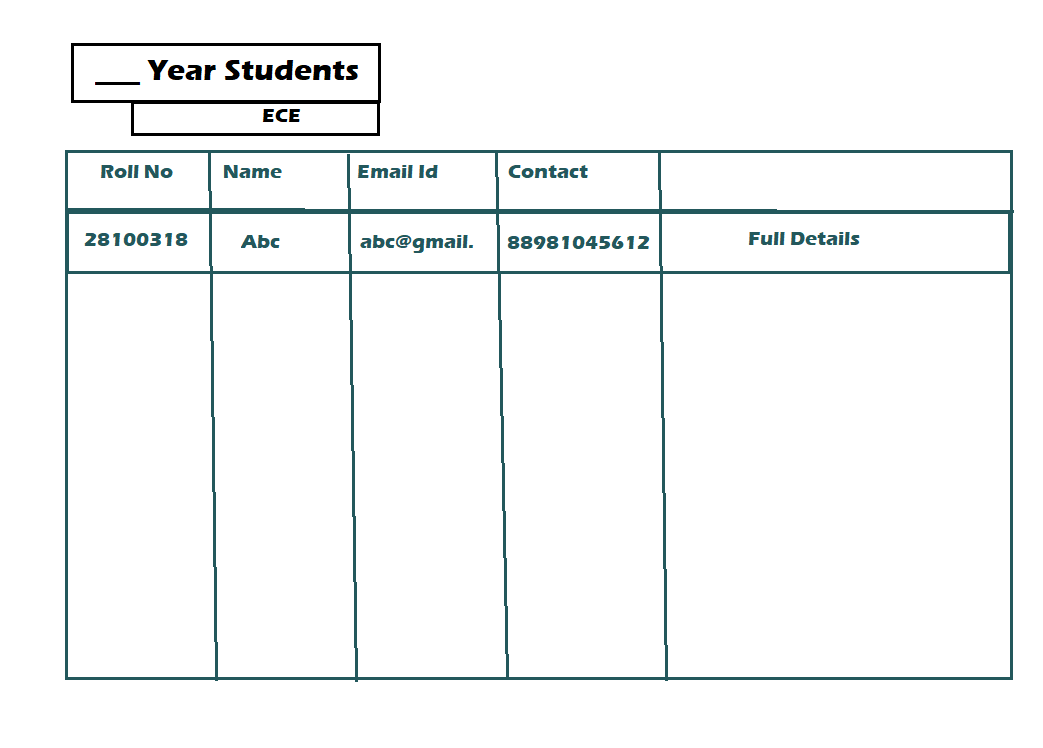 ___ Year Students
ECE
Roll No Name Email Id Contact
28100318 Abc abc@gmail. 88981045612 Full Details